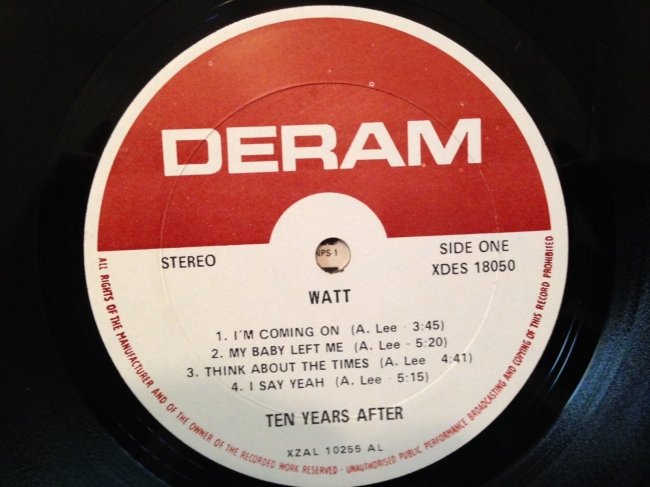 DERAM
STEREO
SIDE ONE
XDES 18050
WATT
1. I'M COMING ON (A. Lee · 3:45)
2. MY BABY LEFT ME (A. Lee · 5:20)
3. THINK ABOUT THE TIMES (A. Lee 4:41)
4. I SAY YEAH (A. Lee · 5:15)
TEN YEARS AFTER
XZAL 10255 AL
ALL RIGHTS OF THE MANUFACTURER AND OF THE OWNER OF THE RECORDED WORK RESERVED · UNAUTHORISED PUBLIC PERFORMANCE BROADCASTING AND COPYING OF THIS RECORD PROHIBITED